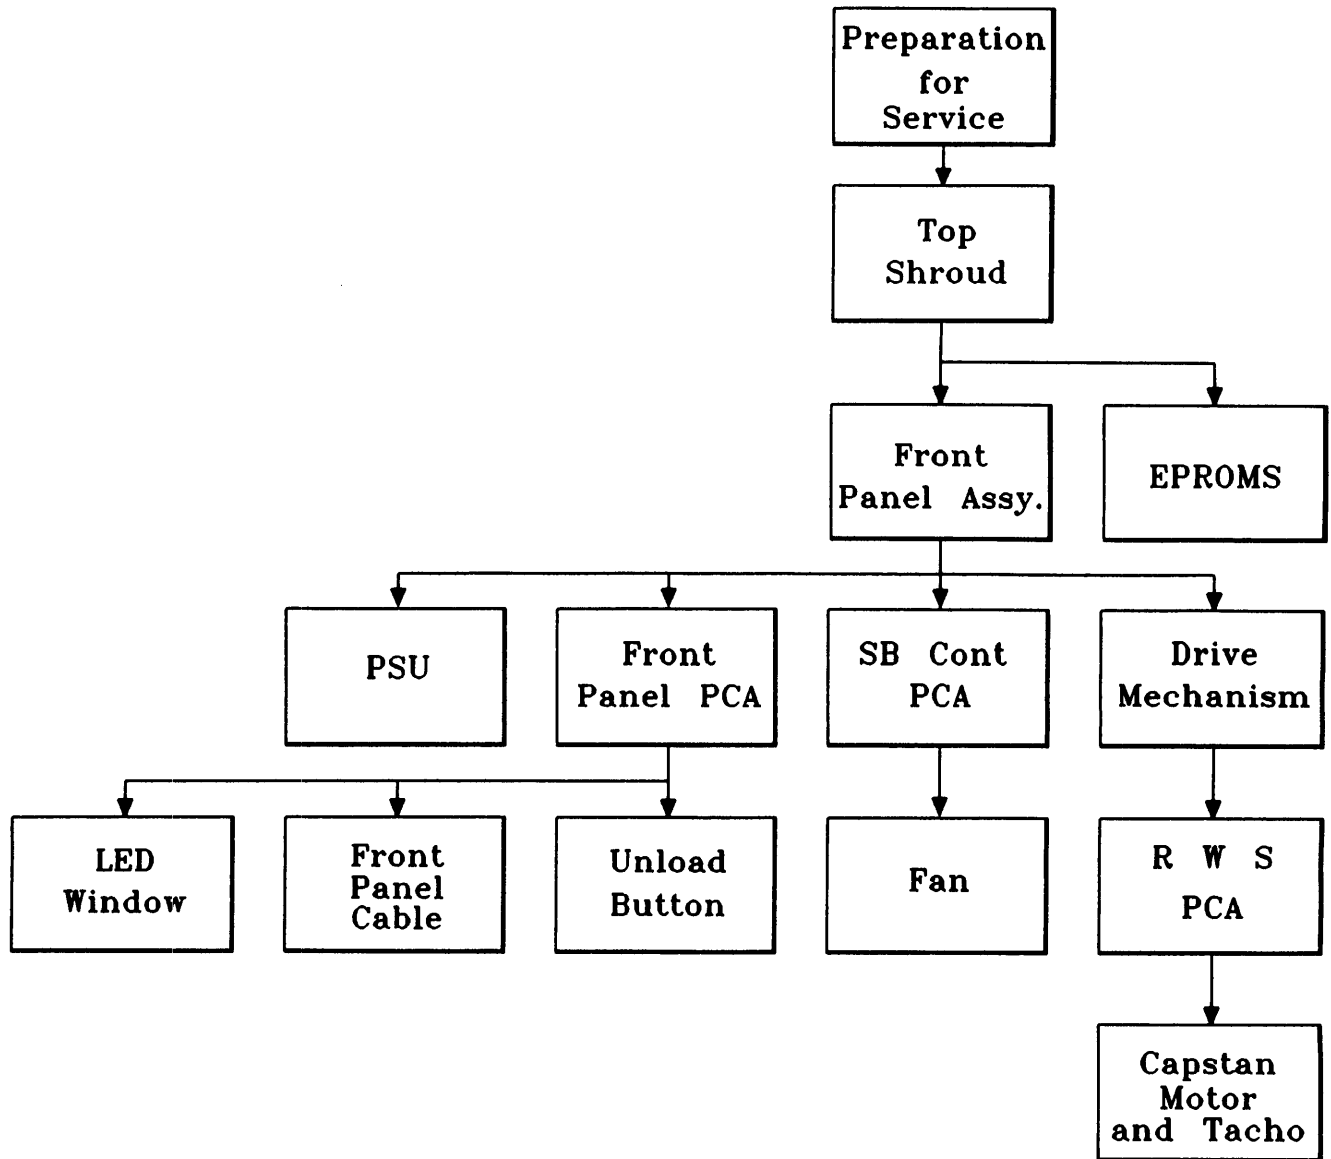 Preparation
for
Service
Top
Shroud
Front
Panel Assy.
EPROMS
PSU
Front
Panel PCA
SB Cont
PCA
Drive
Mechanism
LED
Window
Front
Panel
Cable
Unload
Button
Fan
R W S
PCA
Capstan
Motor
and Tacho